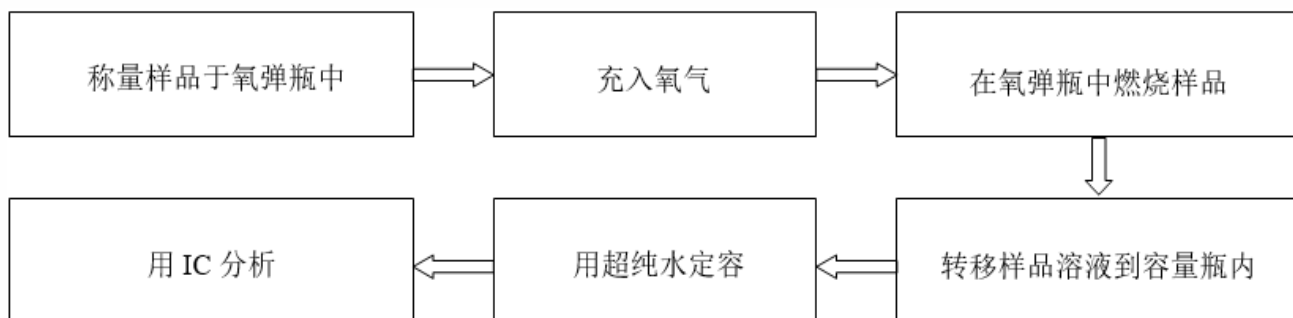 称量样品于氧弹瓶中
充入氧气
在氧弹瓶中燃烧样品
转移样品溶液到容量瓶内
用超纯水定容
用 IC 分析